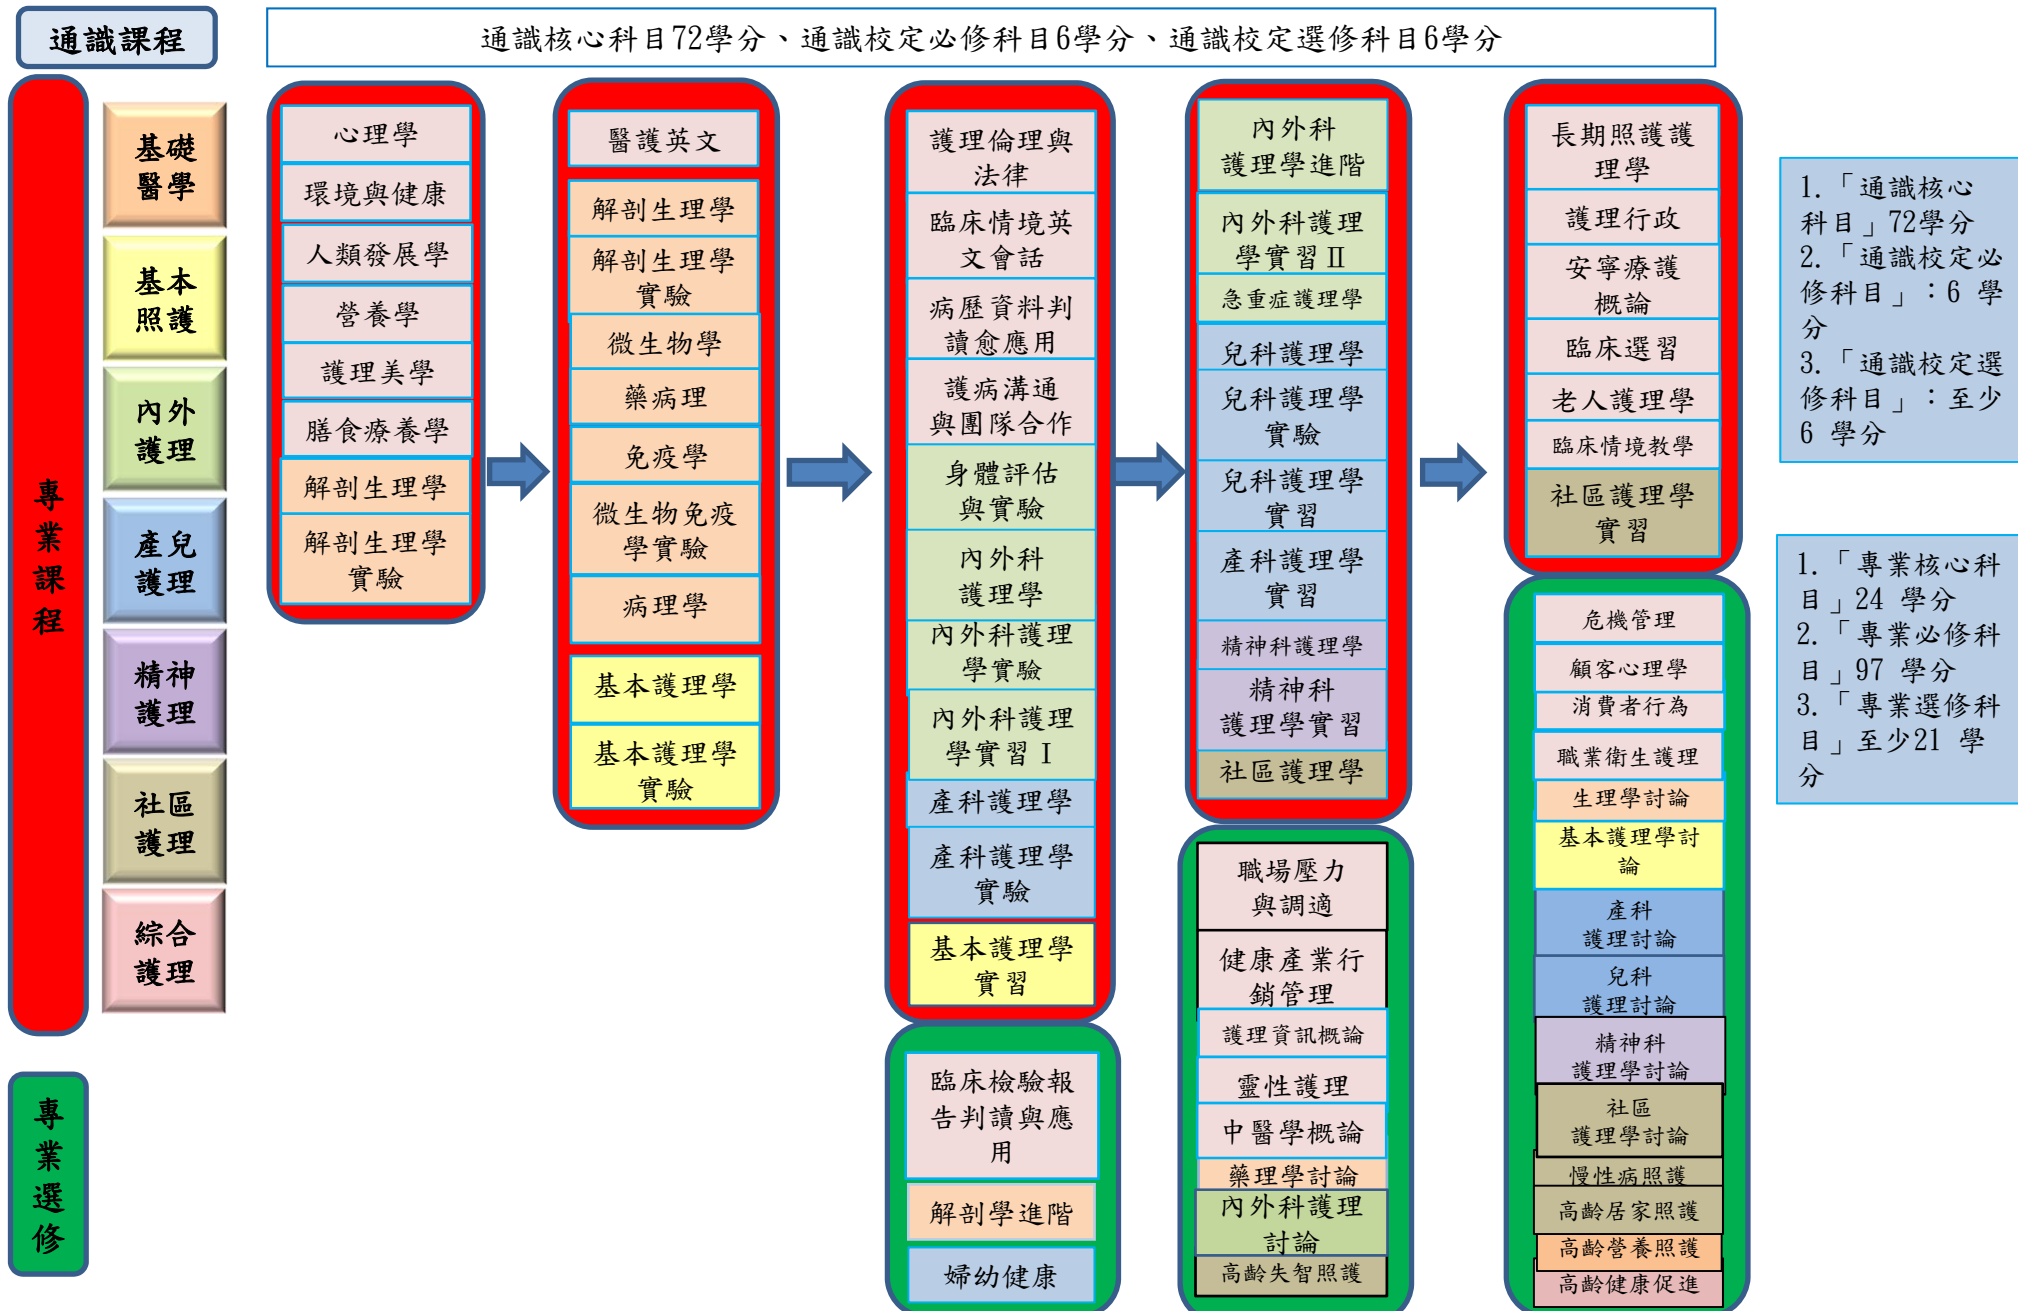 通識課程
通識核心科目72學分、通識校定必修科目6學分、通識校定選修科目6學分
專
業
課
程
基礎
醫學
基本
照護
內外
護理
產兒
護理
精神
護理
社區
護理
綜合
護理
專
業
選
修
心理學
環境與健康
人類發展學
營養學
護理美學
膳食療養學
解剖生理學
解剖生理學
實驗
醫護英文
解剖生理學
解剖生理學
實驗
微生物學
藥病理
免疫學
微生物免疫
學實驗
病理學
基本護理學
基本護理學
實驗
護理倫理與
法律
臨床情境英
文會話
病歷資料判
讀愈應用
護病溝通
與團隊合作
身體評估
與實驗
內外科
護理學
內外科護理
學實驗
內外科護理
學實習 I
產科護理學
產科護理學
實驗
基本護理學
實習
臨床檢驗報
告判讀與應
用
解剖學進階
婦幼健康
內外科
護理學進階
內外科護理
學實習Ⅱ
急重症護理學
兒科護理學
兒科護理學
實驗
兒科護理學
實習
產科護理學
實習
精神科護理學
精神科
護理學實習
社區護理學
職場壓力
與調適
健康產業行
銷管理
護理資訊概論
靈性護理
中醫學概論
藥理學討論
內外科護理
討論
高齡失智照護
長期照護護
理學
護理行政
安寧療護
概論
臨床選習
老人護理學
臨床情境教學
社區護理學
實習
危機管理
顧客心理學
消費者行為
職業衛生護理
生理學討論
基本護理學討
論
產科
護理討論
兒科
護理討論
精神科
護理學討論
社區
護理學討論
慢性病照護
高齡居家照護
高齡營養照護
高齡健康促進
1.「通識核心
科目」72學分
2.「通識校定必
修科目」：6 學
分
3.「通識校定選
修科目」：至少
6 學分
1.「專業核心科
目」24 學分
2.「專業必修科
目」97 學分
3.「專業選修科
目」至少21 學
分